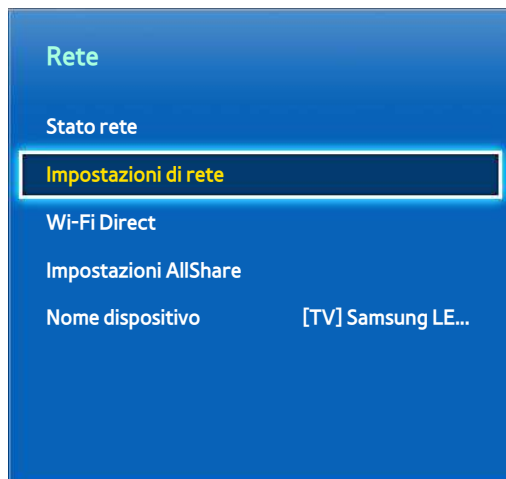 Rete
Stato rete
Impostazioni di rete
Wi-Fi Direct
Impostazioni AllShare
Nome dispositivo [TV] Samsung LE...